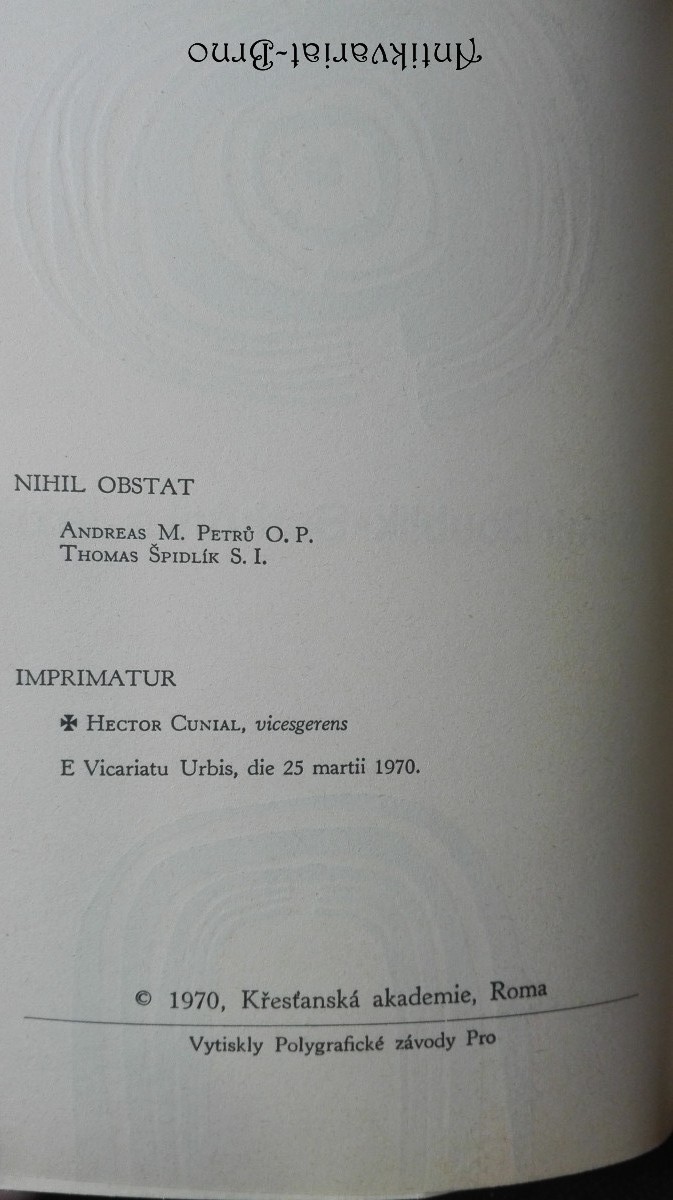 Antikvariat-Brno
NIHIL OBSTAT
ANDREAS M. PETRŮ O. P.
THOMAS ŠPIDLÍK S. I.
IMPRIMATUR
✠ HECTOR CUNIAL, vicesgerens
E Vicariatu Urbis, die 25 martii 1970.
© 1970, Křesťanská akademie, Roma
Vytiskly Polygrafické závody Pro